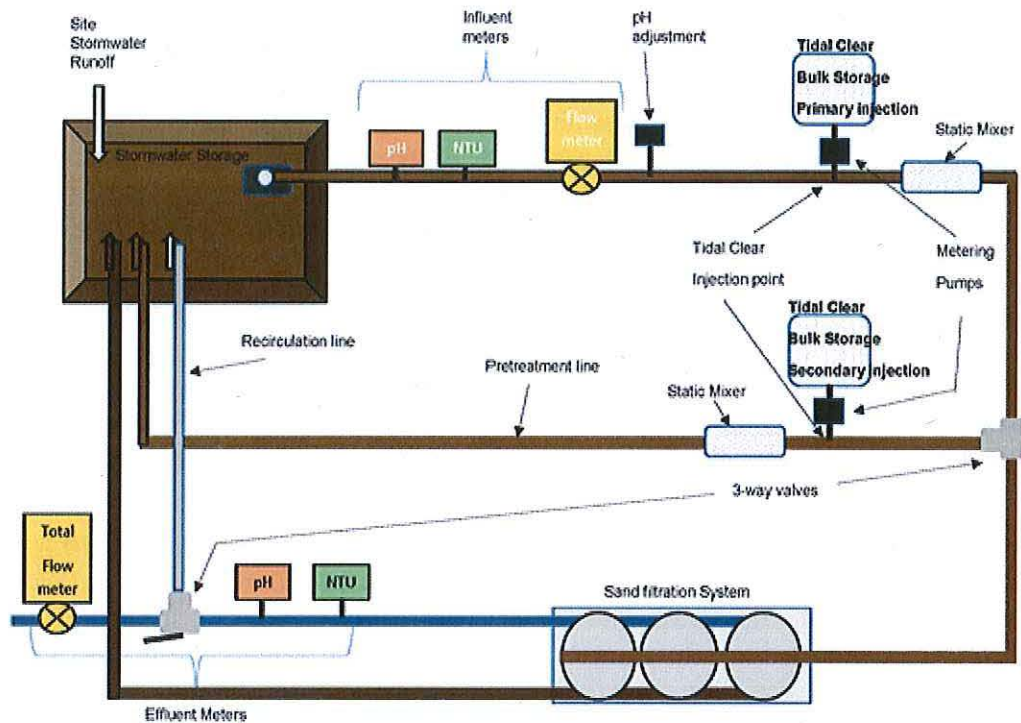 Site
Stormwater
Runoff
Influent
meters
pH
adjustment
Tidal Clear
Bulk Storage
Primary injection
Static Mixer
Flow
meter
pH
NTU
Stormwater Storage
Tidal Clear
Injection point
Metering
Pumps
Tidal Clear
Bulk Storage
Secondary injection
Recirculation line
Pretreatment line
Static Mixer
3-way valves
Total
Flow
meter
pH
NTU
Sand filtration System
Effluent Meters